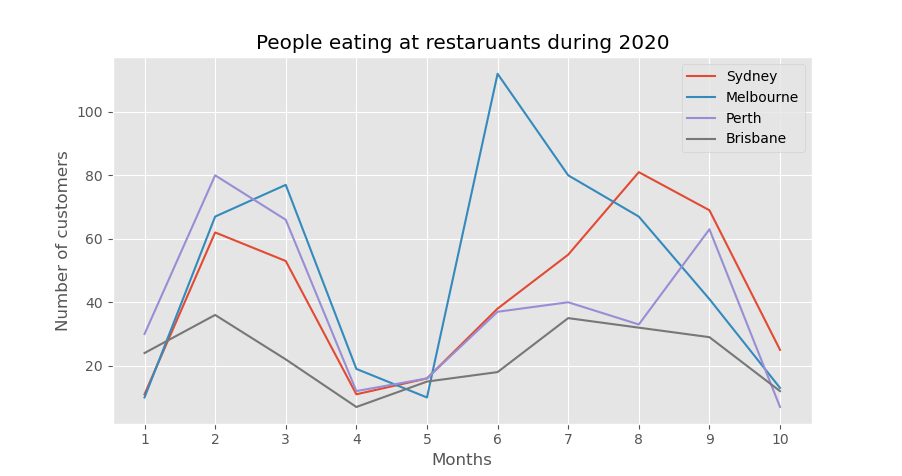 People eating at restaruants during 2020
Sydney
Melbourne
Perth
Brisbane
Number of customers
100
80
60
40
20
1 2 3 4 5 6 7 8 9 10
Months